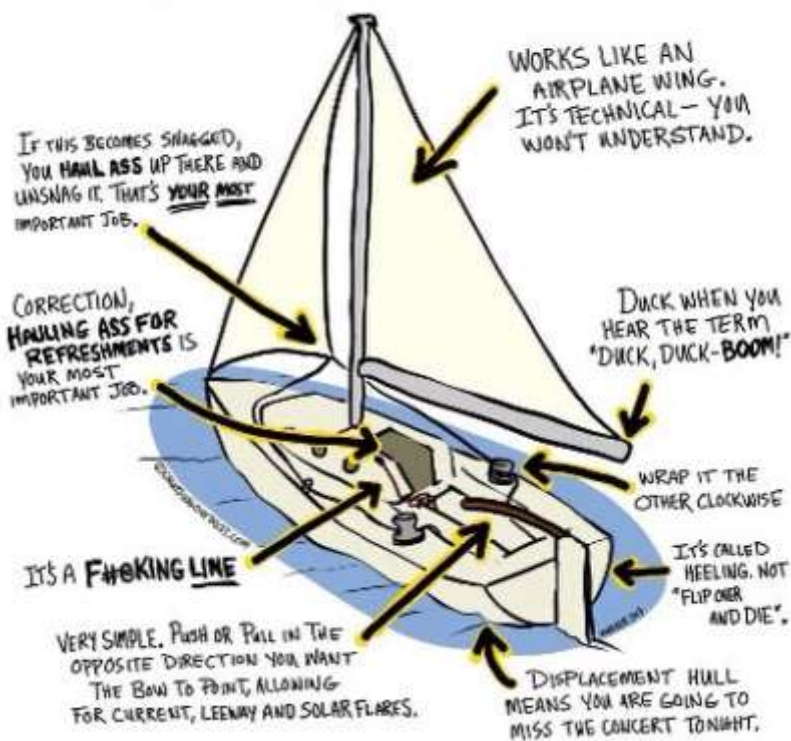 WORKS LIKE AN
AIRPLANE WING.
IT'S TECHNICAL — YOU
WON'T UNDERSTAND.
IF THIS BECOMES SNAGGED,
YOU HAUL ASS UP THERE AND
UNSNAG IT. THAT'S YOUR MOST
IMPORTANT JOB.
CORRECTION,
HAULING ASS FOR
REFRESHMENTS IS
YOUR MOST
IMPORTANT JOB.
DUCK WHEN YOU
HEAR THE TERM
"DUCK, DUCK-BOOM!"
WRAP IT THE
OTHER CLOCKWISE
IT'S A F#@KING LINE
IT'S CALLED
HEELING. NOT
"FLIP OVER
AND DIE".
VERY SIMPLE. PUSH OR PULL IN THE
OPPOSITE DIRECTION YOU WANT
THE BOW TO POINT, ALLOWING
FOR CURRENT, LEEWAY AND SOLAR FLARES.
DISPLACEMENT HULL
MEANS YOU ARE GOING TO
MISS THE CONCERT TONIGHT.